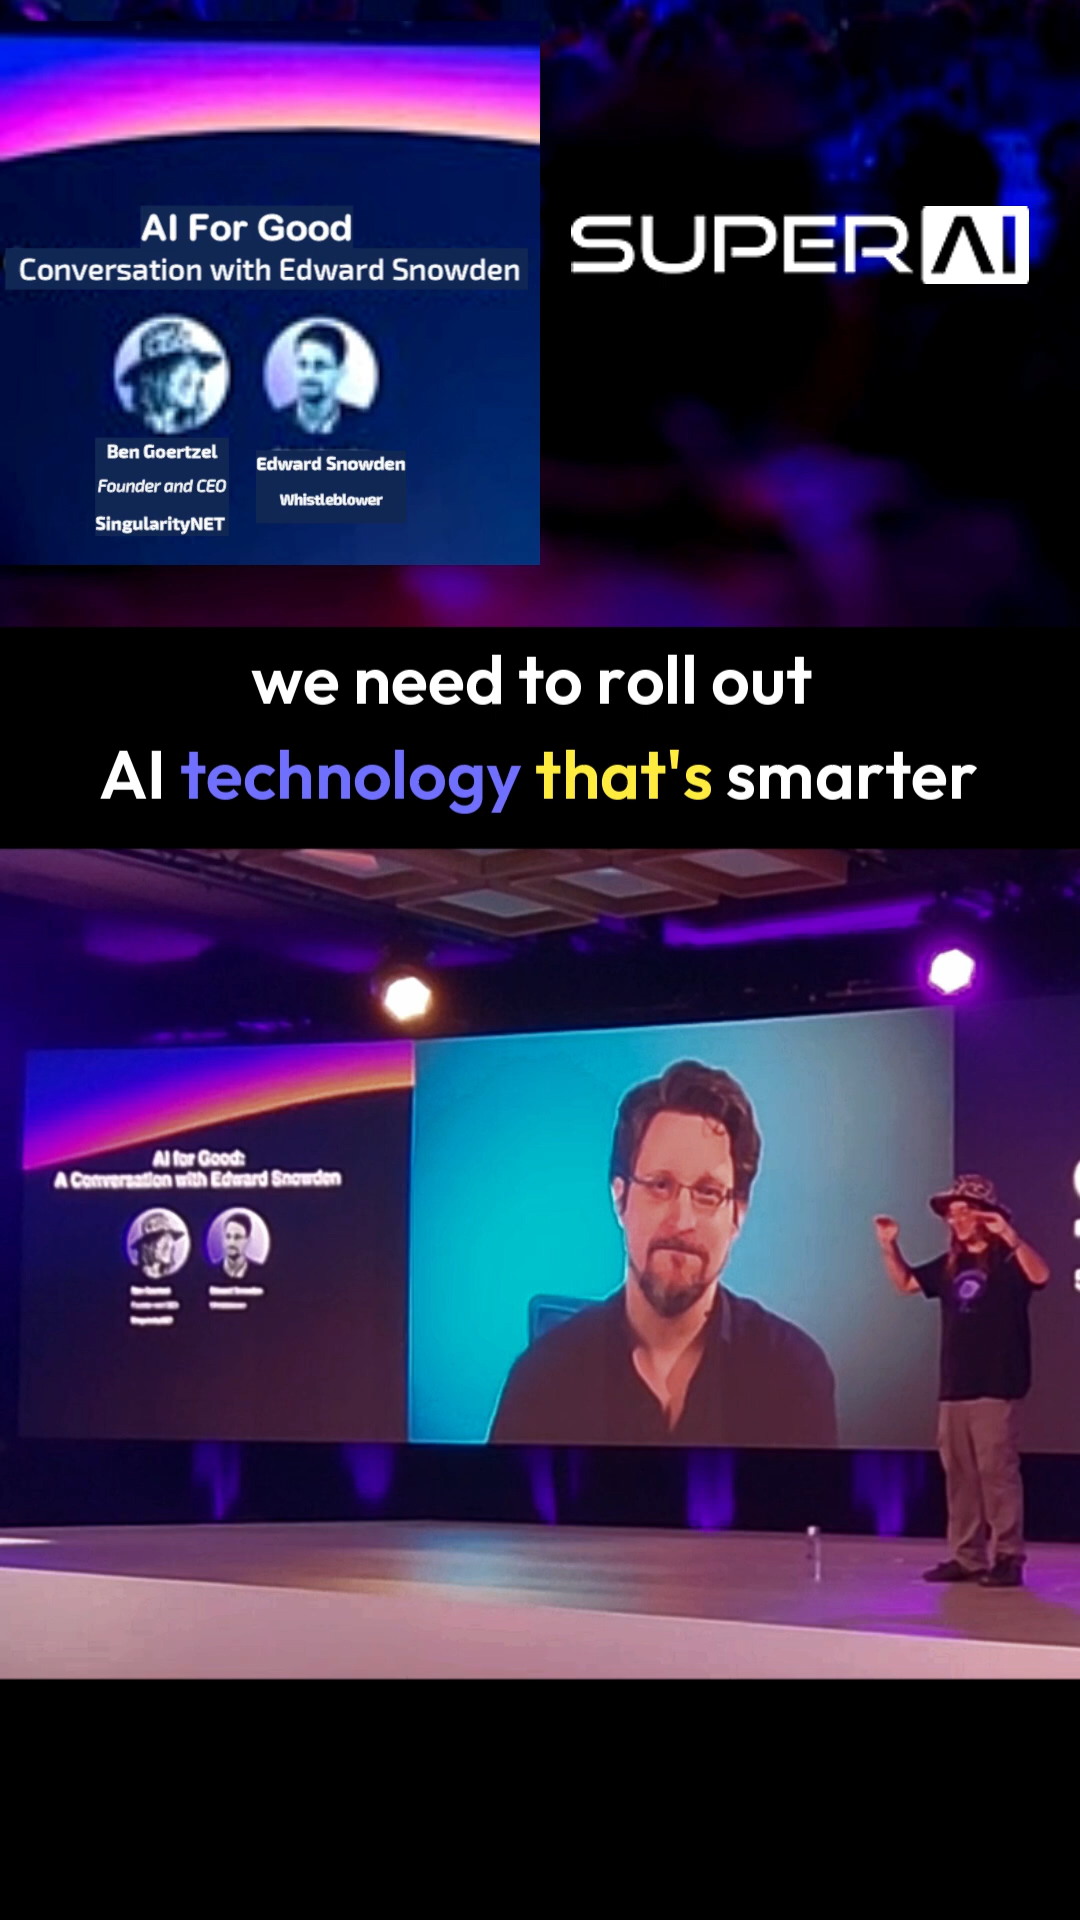 AI For Good
Conversation with Edward Snowden
Ben Goertzel
Founder and CEO
SingularityNET
Edward Snowden
Whistleblower
SUPERAI
we need to roll out
AI technology that's smarter
AI for Good:
A Conversation with Edward Snowden